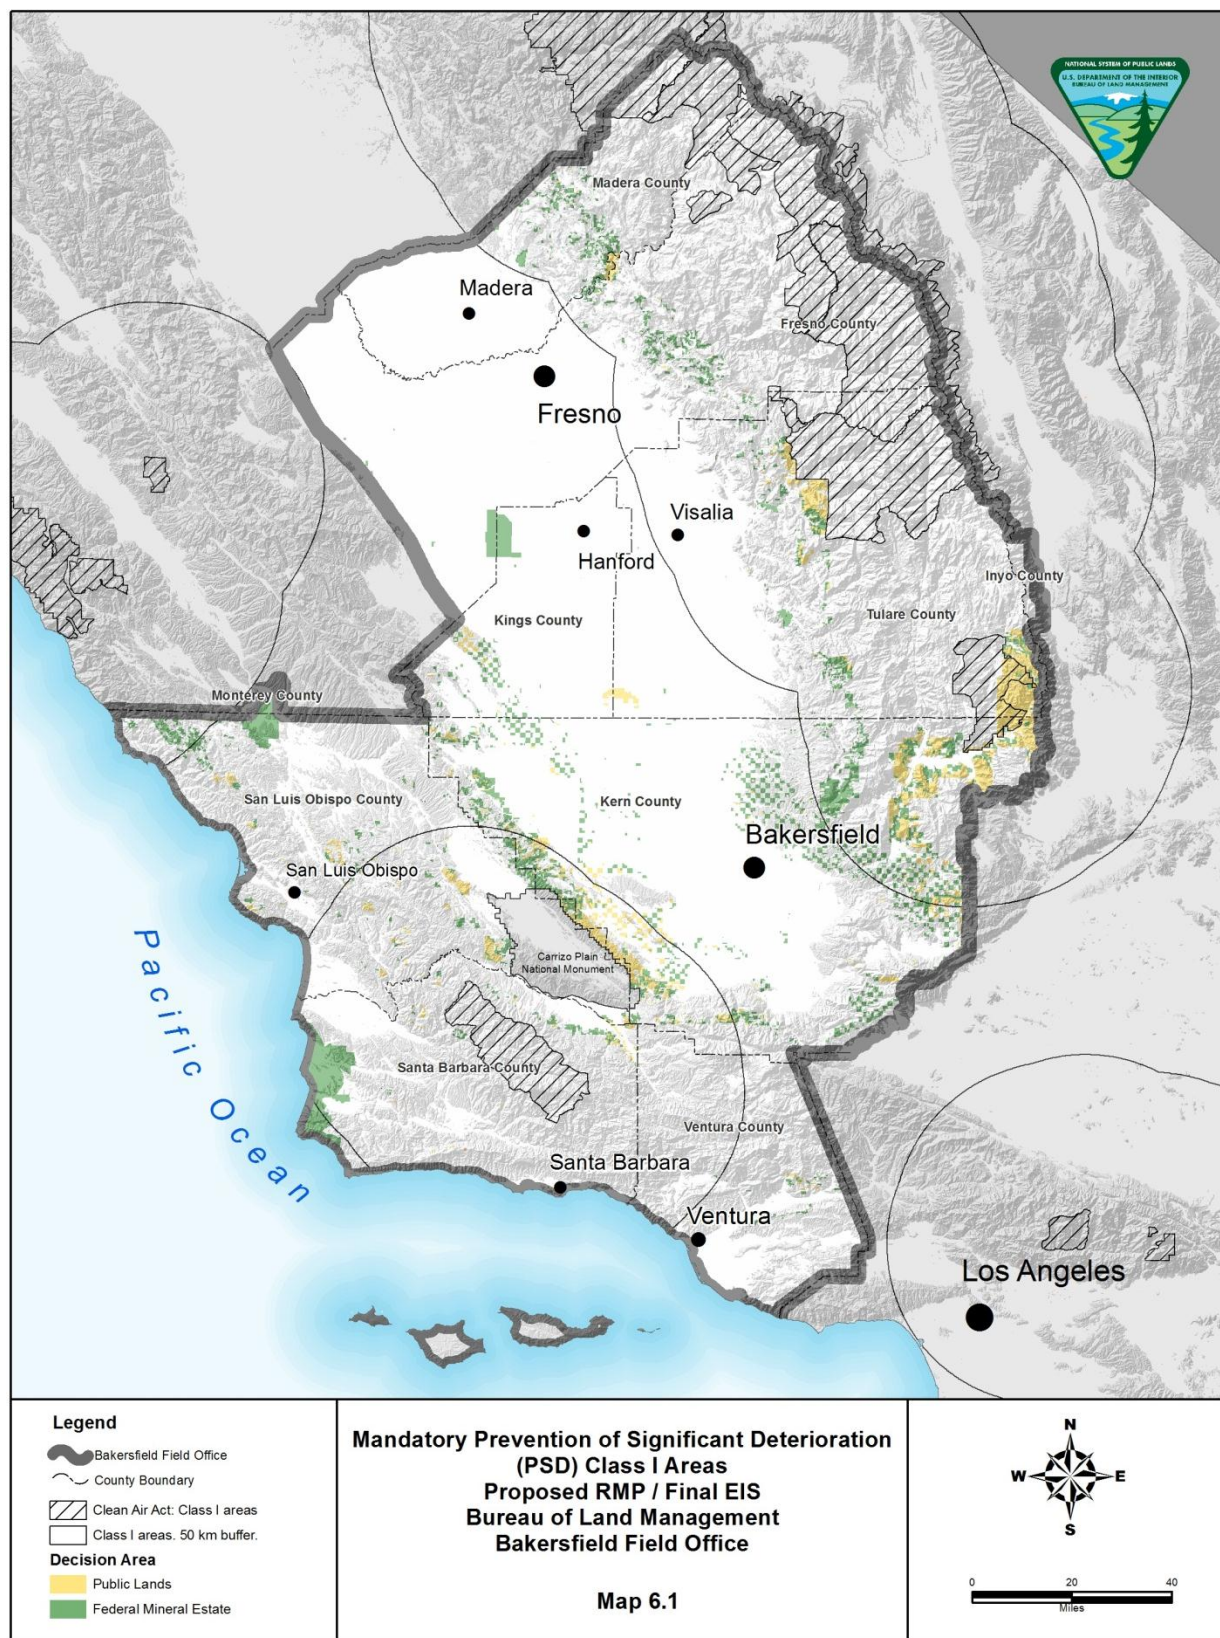 NATIONAL SYSTEM OF PUBLIC LANDS
U.S. DEPARTMENT OF THE INTERIOR
BUREAU OF LAND MANAGEMENT
Madera County
Madera
Fresno County
Fresno
Visalia
Hanford
Inyo County
Tulare County
Kings County
Monterey County
San Luis Obispo County
Kern County
Bakersfield
San Luis Obispo
Pacific Ocean
Carrizo Plain
National Monument
Santa Barbara County
Ventura County
Santa Barbara
Ventura
Los Angeles
Legend
Bakersfield Field Office
County Boundary
Clean Air Act: Class I areas
Class I areas. 50 km buffer.
Decision Area
Public Lands
Federal Mineral Estate
Mandatory Prevention of Significant Deterioration
(PSD) Class I Areas
Proposed RMP / Final EIS
Bureau of Land Management
Bakersfield Field Office
Map 6.1
N
W E
S
0 20 40
Miles